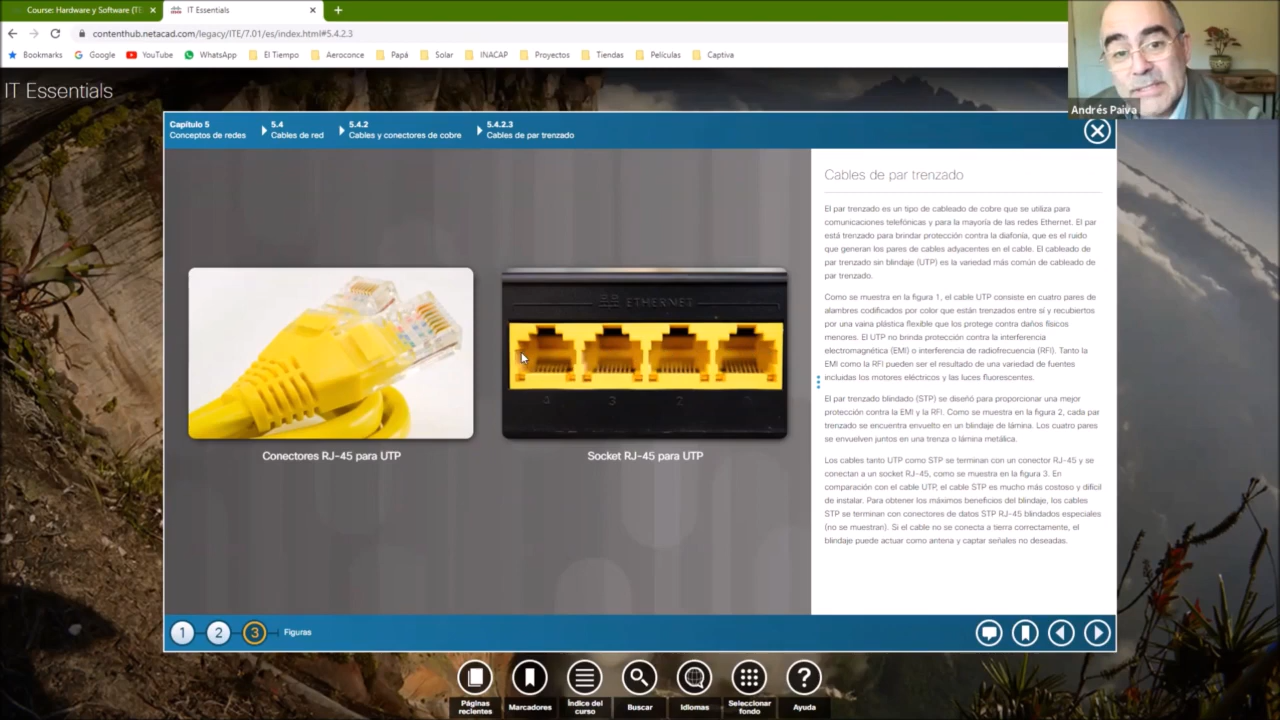 Course: Hardware y Software (TI
IT Essentials
contenthub.netacad.com/legacy/ITE/7.01/es/index.html#5.4.2.3
Bookmarks
Google
YouTube
WhatsApp
El Tiempo
Aeroconce
Papá
Solar
INACAP
Proyectos
Tiendas
Películas
Captiva
Andrés Paiva
IT Essentials
Capítulo 5
Conceptos de redes
5.4
Cables de red
5.4.2
Cables y conectores de cobre
5.4.2.3
Cables de par trenzado
ETHERNET
4 3 2
Conectores RJ-45 para UTP
Socket RJ-45 para UTP
Cables de par trenzado
El par trenzado es un tipo de cableado de cobre que se utiliza para
comunicaciones telefónicas y para la mayoría de las redes Ethernet. El par
está trenzado para brindar protección contra la diafonía, que es el ruido
que generan los pares de cables adyacentes en el cable. El cableado de
par trenzado sin blindaje (UTP) es la variedad más común de cableado de
par trenzado.
Como se muestra en la figura 1, el cable UTP consiste en cuatro pares de
alambres codificados por color que están trenzados entre sí y recubiertos
por una vaina plástica flexible que los protege contra daños físicos
menores. El UTP no brinda protección contra la interferencia
electromagnética (EMI) o interferencia de radiofrecuencia (RFI). Tanto la
EMI como la RFI pueden ser el resultado de una variedad de fuentes
incluidas los motores eléctricos y las luces fluorescentes.
El par trenzado blindado (STP) se diseñó para proporcionar una mejor
protección contra la EMI y la RFI. Como se muestra en la figura 2, cada par
trenzado se encuentra envuelto en un blindaje de lámina. Los cuatro pares
se envuelven juntos en una trenza o lámina metálica.
Los cables tanto UTP como STP se terminan con un conector RJ-45 y se
conectan a un socket RJ-45, como se muestra en la figura 3. En
comparación con el cable UTP, el cable STP es mucho más costoso y difícil
de instalar. Para obtener los máximos beneficios del blindaje, los cables
STP se terminan con conectores de datos STP RJ-45 blindados especiales
(no se muestran). Si el cable no se conecta a tierra correctamente, el
blindaje puede actuar como antena y captar señales no deseadas.
1 2 3 Figuras
Páginas
recientes
Marcadores
Índice del
curso
Buscar
Idiomas
Seleccionar
fondo
Ayuda